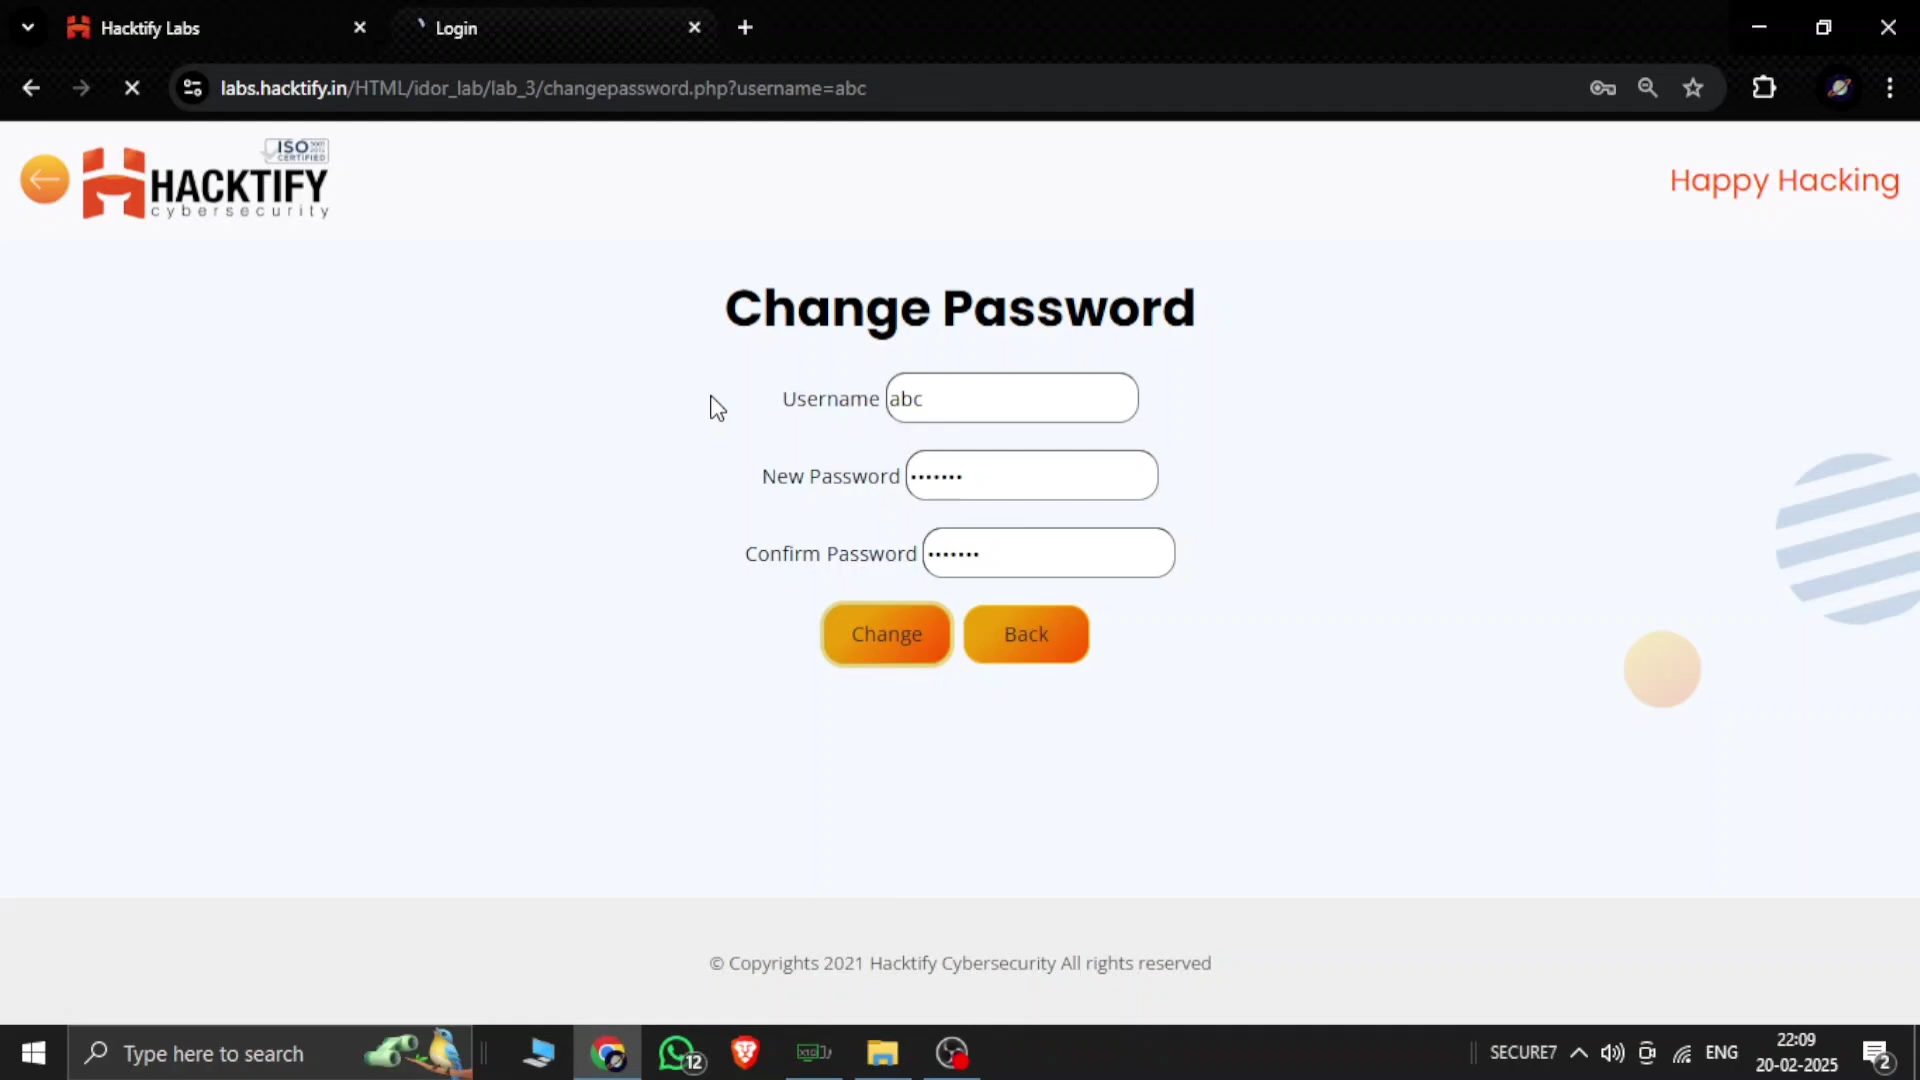 Hacktify Labs
Login
labs.hacktify.in/HTML/idor_lab/lab_3/changepassword.php?username=abc
ISO
CERTIFIED
HACKTIFY
cybersecurity
Happy Hacking
Change Password
Username abc
New Password •••••••
Confirm Password •••••••
Change Back
© Copyrights 2021 Hacktify Cybersecurity All rights reserved
Type here to search
12
SECURE7
ENG
22:09
20-02-2025
2